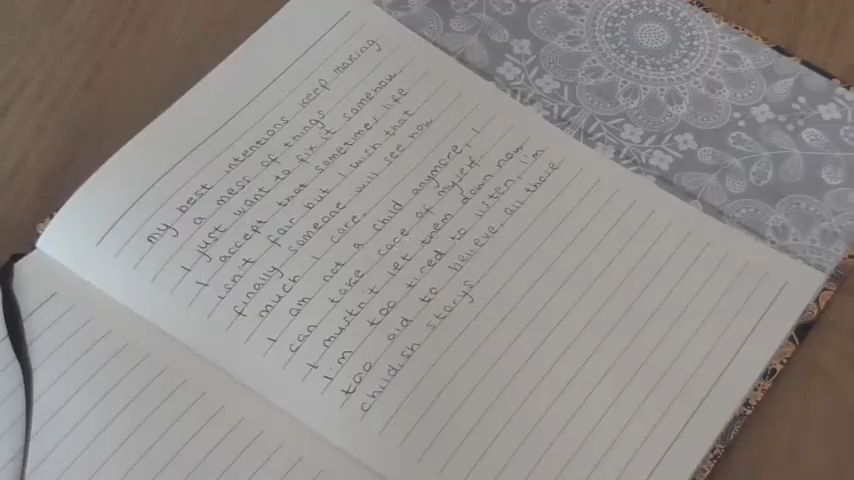 my best intentions keep making
a mess of things
I just want to fix it somehow
I accept that sometimes life
isn't fair but I wish that
finally someone will see how
much I care.
I am not a child anymore, I
can take care of myself.
I mustn't let them down now
I'm too tired to listen, I'm
too old to believe all those
childish storys.